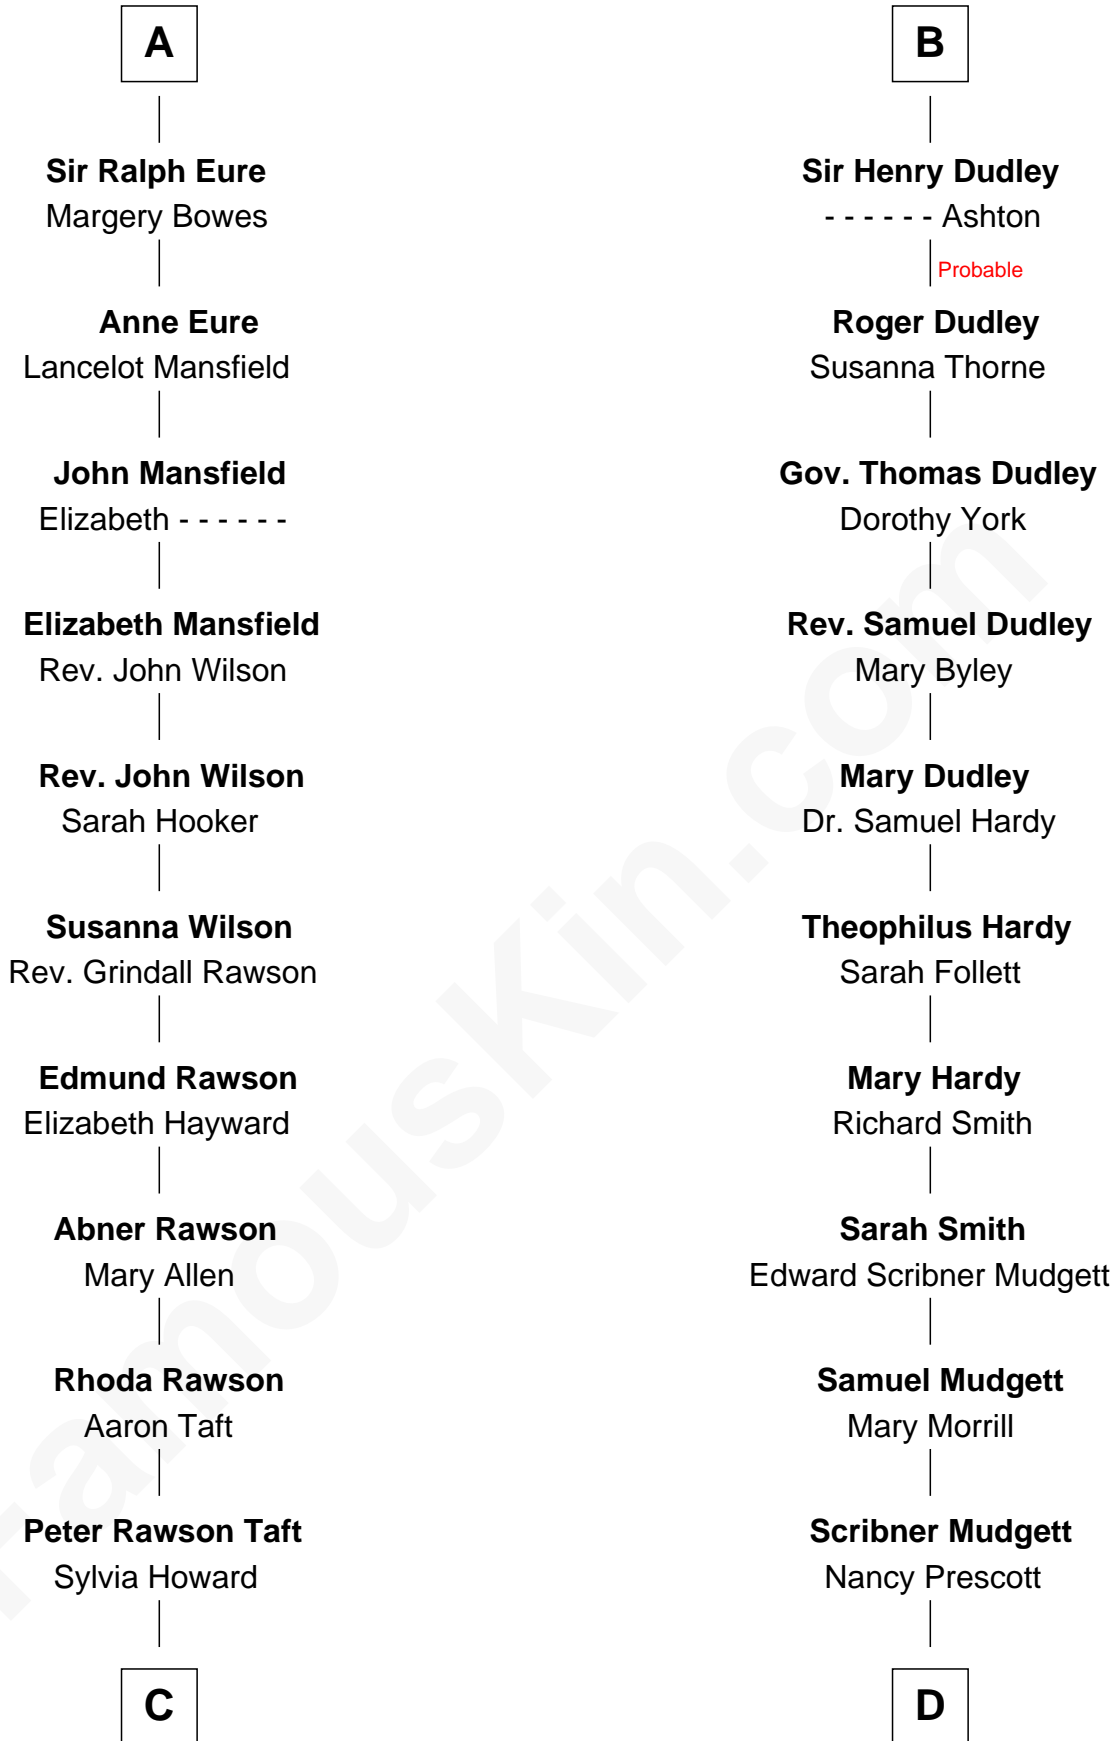 A
Sir Ralph Eure
Margery Bowes
Anne Eure
Lancelot Mansfield
John Mansfield
Elizabeth - - - - - -
Elizabeth Mansfield
Rev. John Wilson
Rev. John Wilson
Sarah Hooker
Susanna Wilson
Rev. Grindall Rawson
Edmund Rawson
Elizabeth Hayward
Abner Rawson
Mary Allen
Rhoda Rawson
Aaron Taft
Peter Rawson Taft
Sylvia Howard
C
B
Sir Henry Dudley
- - - - - - Ashton
Probable
Roger Dudley
Susanna Thorne
Gov. Thomas Dudley
Dorothy York
Rev. Samuel Dudley
Mary Byley
Mary Dudley
Dr. Samuel Hardy
Theophilus Hardy
Sarah Follett
Mary Hardy
Richard Smith
Sarah Smith
Edward Scribner Mudgett
Samuel Mudgett
Mary Morrill
Scribner Mudgett
Nancy Prescott
D
FamousKin.com